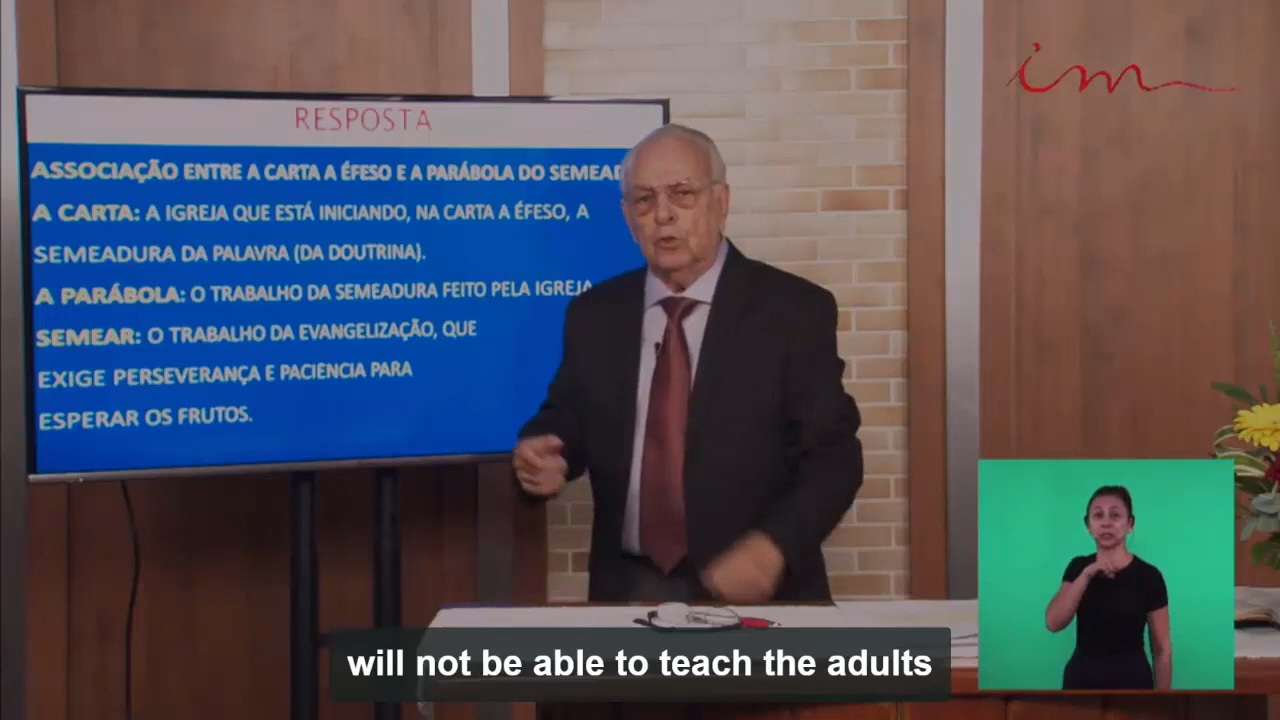 im
RESPOSTA
ASSOCIAÇÃO ENTRE A CARTA A ÉFESO E A PARÁBOLA DO
A CARTA: A IGREJA QUE ESTÁ INICIANDO, NA CARTA A ÉFESO, A
SEMEADURA DA PALAVRA (DA DOUTRINA).
A PARÁBOLA: O TRABALHO DA SEMEADURA FEITO PELA IGREJA
SEMEAR: O TRABALHO DA EVANGELIZAÇÃO, QUE
EXIGE PERSEVERANÇA E PACIENCIA PARA
ESPERAR OS FRUTOS.
will not be able to teach the adults